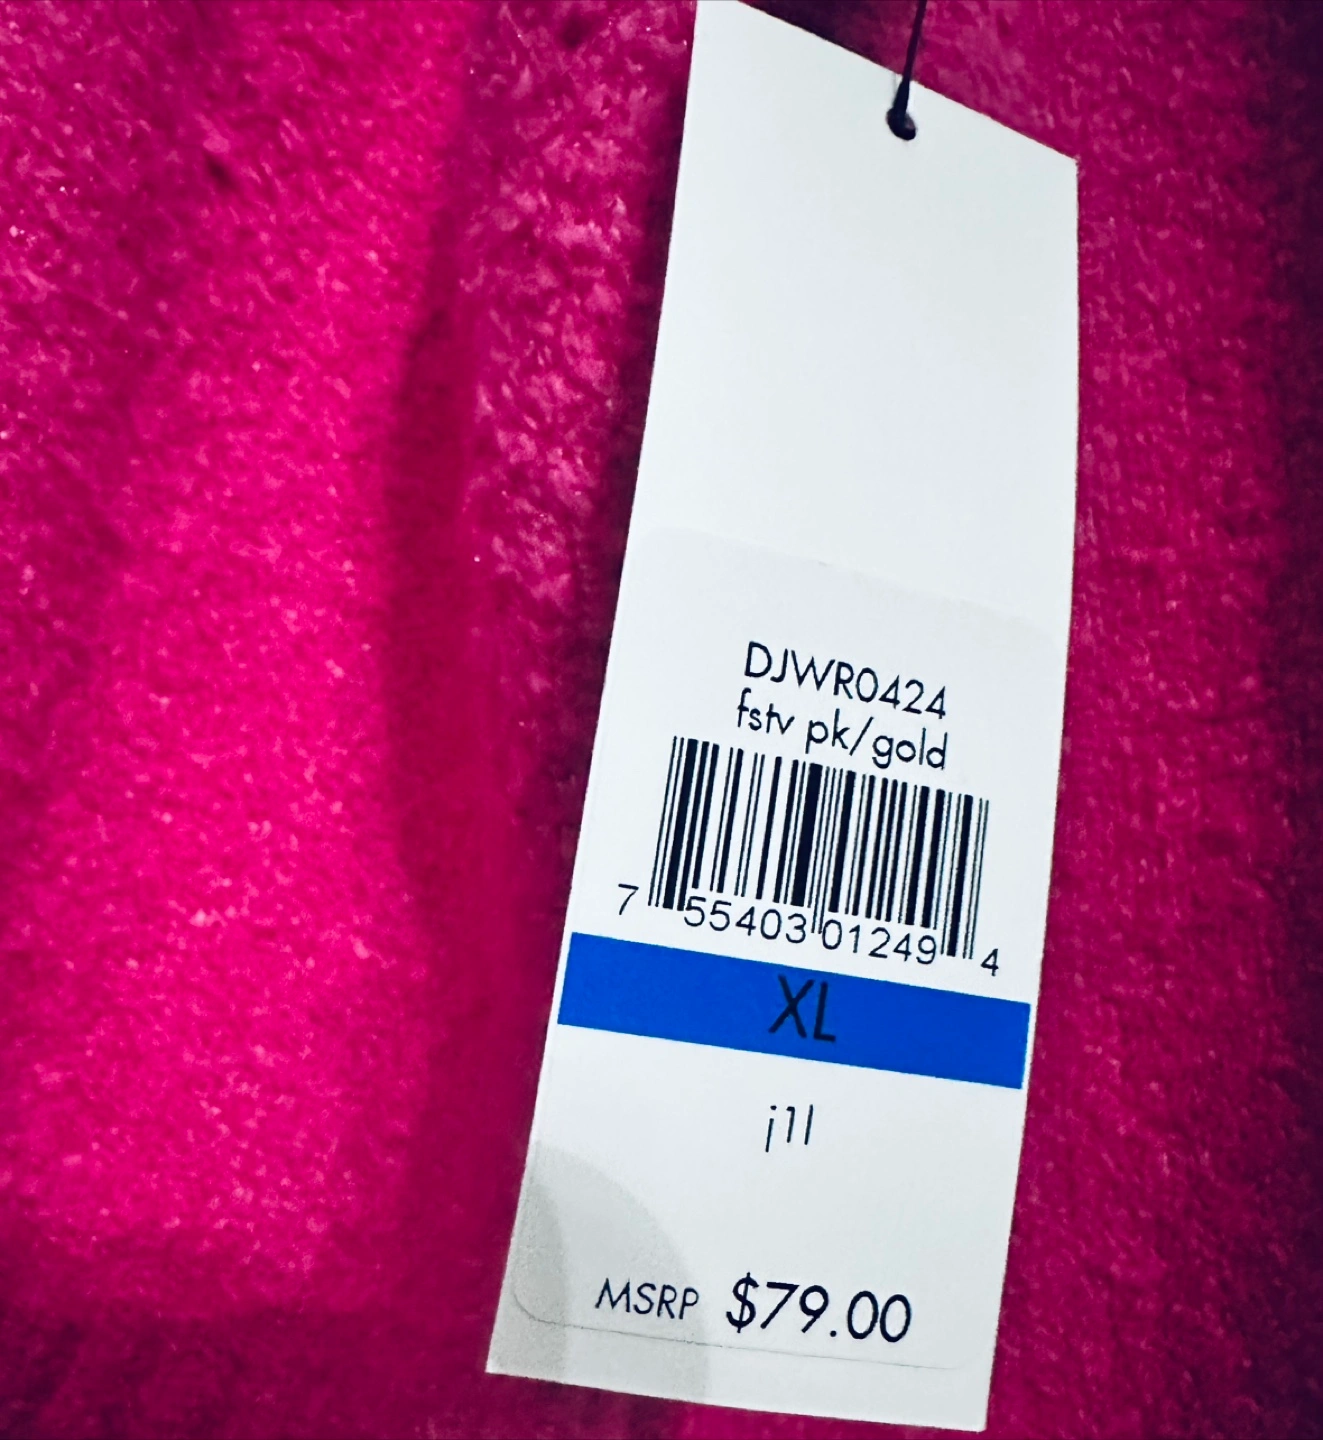 DJWR0424
fstv pk/gold
7 55403 01249 4
XL
j1l
MSRP $79.00